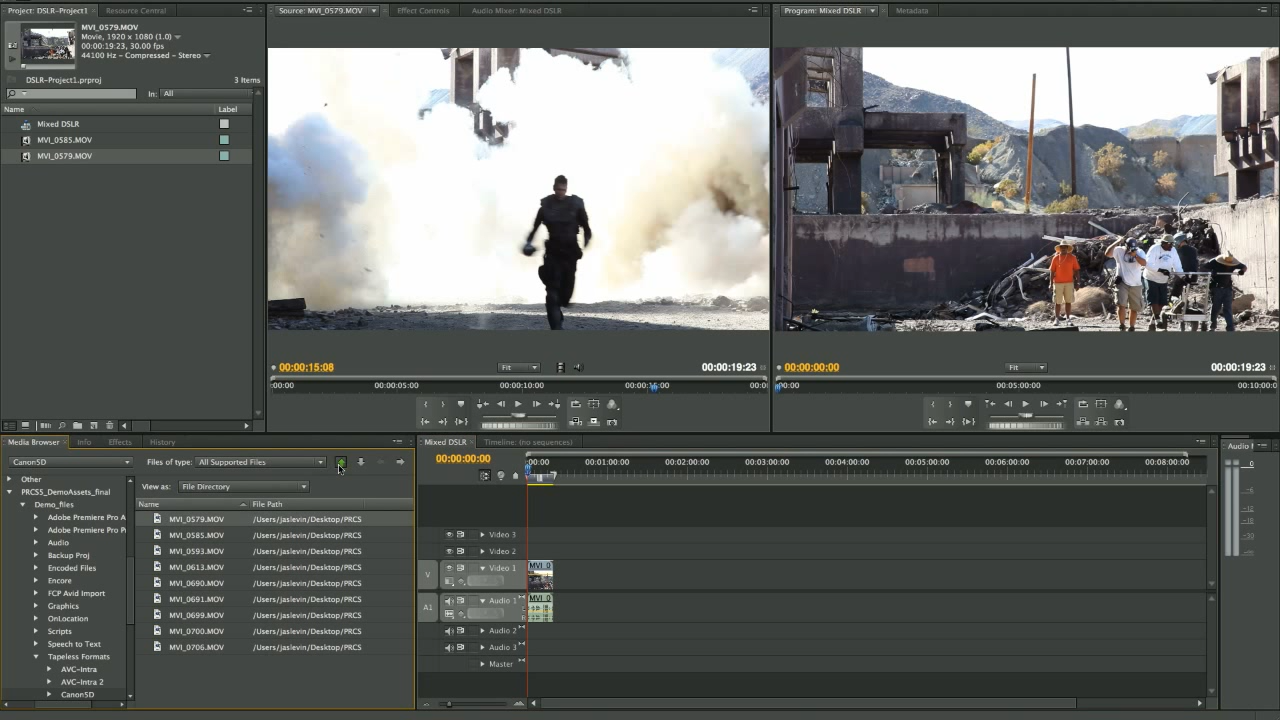 Project: DSLR-Project1
Resource Central
MVI_0579.MOV
Movie, 1920 x 1080 (1.0)
00:00:19:23, 30.00 fps
44100 Hz - Compressed - Stereo
DSLR-Project1.prproj
3 Items
In: All
Name
Label
Mixed DSLR
MVI_0585.MOV
MVI_0579.MOV
Source: MVI_0579.MOV
Effect Controls
Audio Mixer: Mixed DSLR
00:00:15:08
Fit
00:00:19:23
:00:00
00:00:05:00
00:00:10:00
00:00:15:00
00:0
Program: Mixed DSLR
Metadata
00:00:00:00
Fit
00:00:19:23
00:00
00:05:00:00
00:10:00:0
Media Browser
Info
Effects
History
Canon5D
Files of type: All Supported Files
View as: File Directory
Other
PRCS5_DemoAssets_final
Demo_files
Adobe Premiere Pro A
Adobe Premiere Pro P
Audio
Backup Proj
Encoded Files
Encore
FCP Avid Import
Graphics
OnLocation
Scripts
Speech to Text
Tapeless Formats
AVC-Intra
AVC-Intra 2
Canon5D
Name
File Path
MVI_0579.MOV /Users/jaslevin/Desktop/PRCS
MVI_0585.MOV /Users/jaslevin/Desktop/PRCS
MVI_0593.MOV /Users/jaslevin/Desktop/PRCS
MVI_0613.MOV /Users/jaslevin/Desktop/PRCS
MVI_0690.MOV /Users/jaslevin/Desktop/PRCS
MVI_0691.MOV /Users/jaslevin/Desktop/PRCS
MVI_0699.MOV /Users/jaslevin/Desktop/PRCS
MVI_0700.MOV /Users/jaslevin/Desktop/PRCS
MVI_0706.MOV /Users/jaslevin/Desktop/PRCS
Mixed DSLR
Timeline: (no sequences)
00:00:00:00
00:00
00:01:00:00
00:02:00:00
00:03:00:00
00:04:00:00
00:05:00:00
00:06:00:00
00:07:00:00
00:08:00:00
Video 3
Video 2
V
Video 1
MVI_0
A1
Audio 1
MVI_0
Audio 2
Audio 3
Master
Audio
0